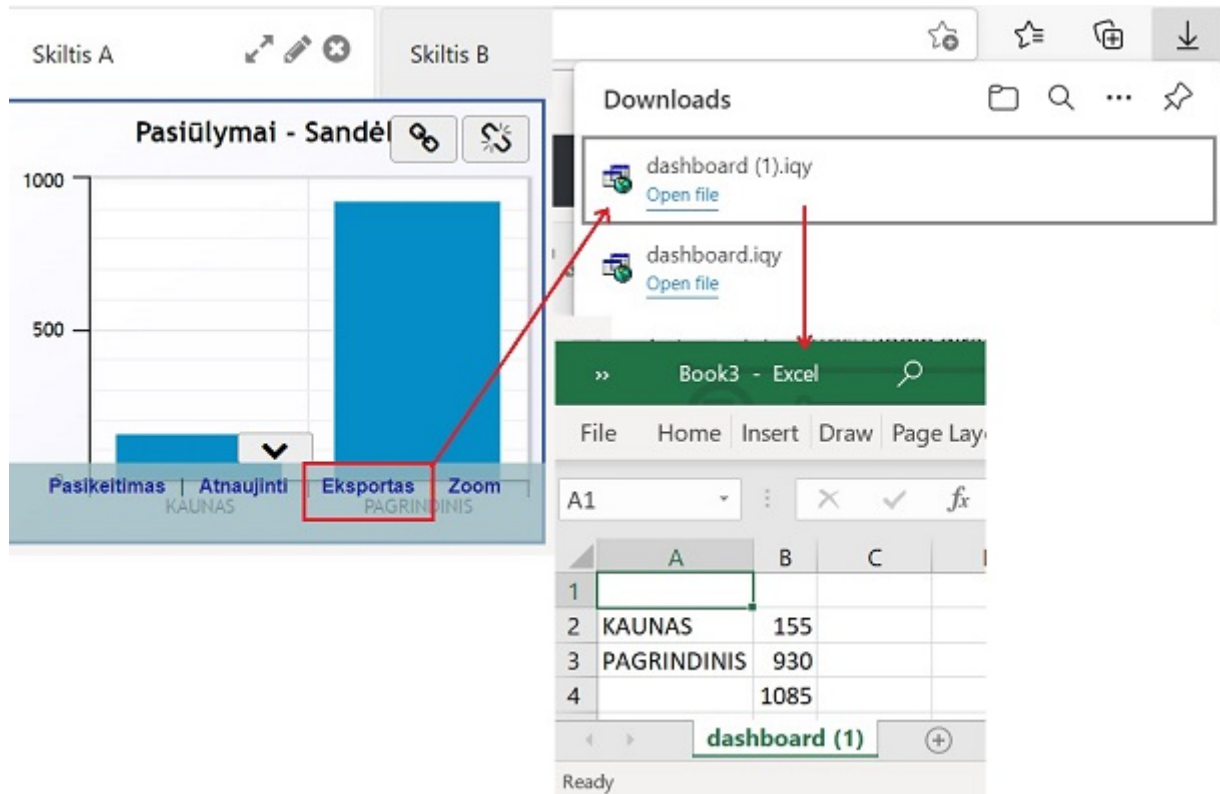 Skiltis A
Skiltis B
Pasiūlymai - Sandėl
1000
500
Pasikeitimas | Atnaujinti | Eksportas Zoom
KAUNAS PAGRINDINIS
Downloads
dashboard (1).iqy
Open file
dashboard.iqy
Open file
Book3 - Excel
File Home Insert Draw Page Lay
A1 fx
A B C
1
2 KAUNAS 155
3 PAGRINDINIS 930
4 1085
dashboard (1)
Ready